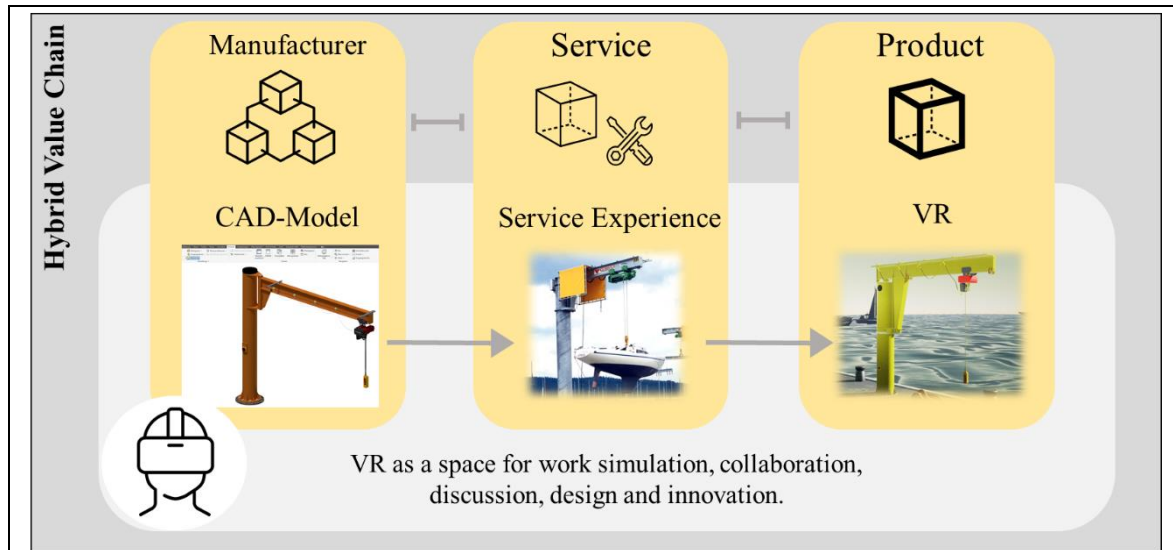 Hybrid Value Chain
Manufacturer
Service
Product
CAD-Model
Service Experience
VR
VR as a space for work simulation, collaboration,
discussion, design and innovation.